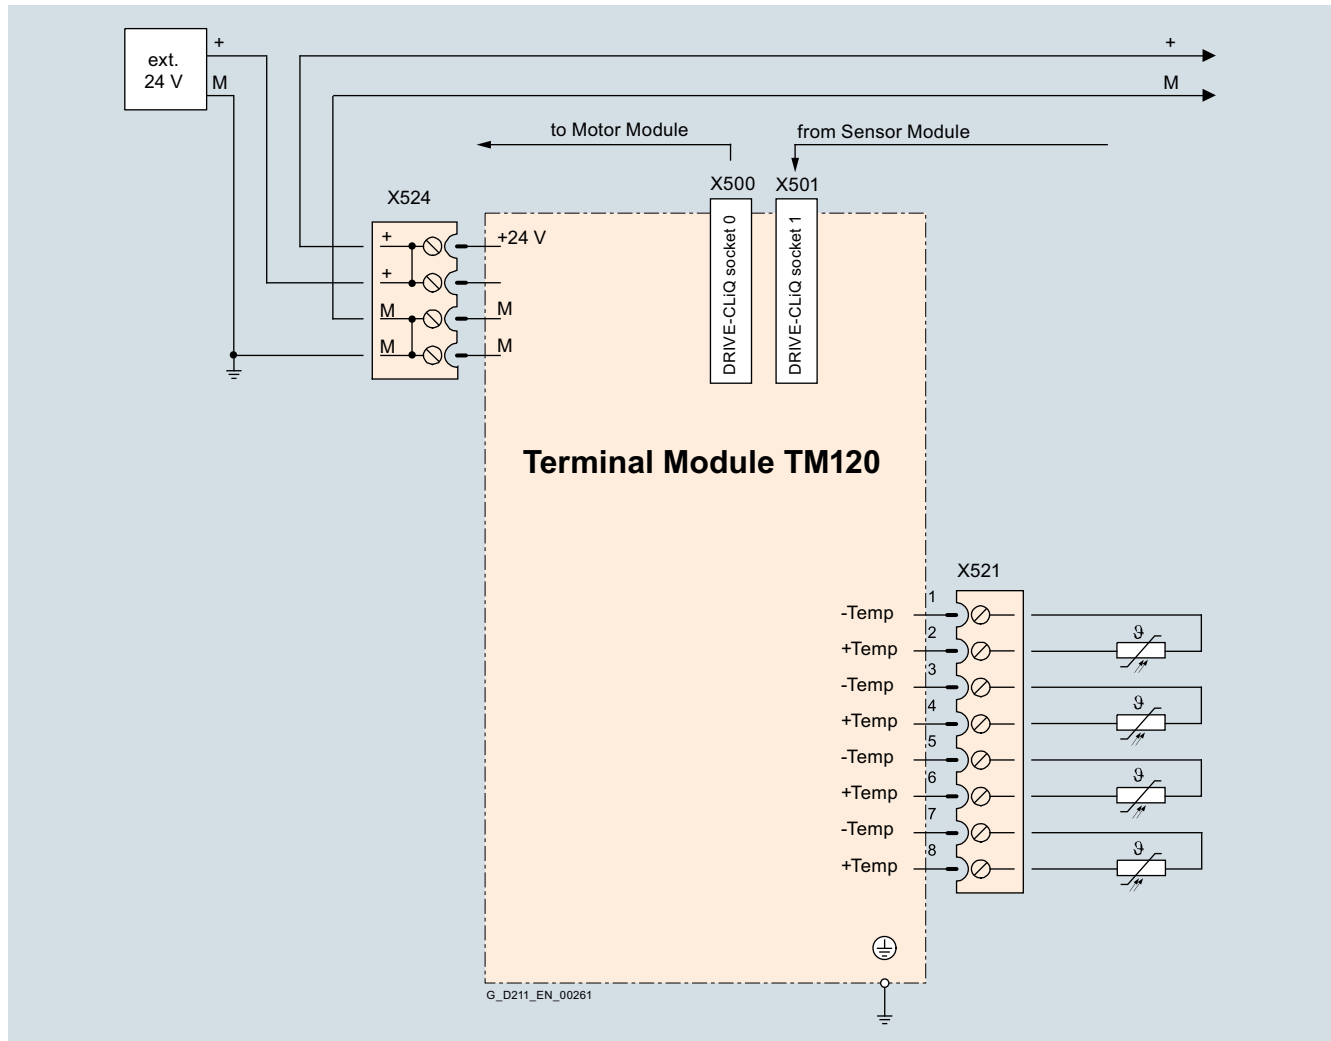 ext.
24 V
+
M
+
M
to Motor Module
from Sensor Module
X500
X501
X524
DRIVE-CLiQ socket 0
DRIVE-CLiQ socket 1
+
+24 V
+
M
M
M
M
Terminal Module TM120
X521
-Temp
1
+Temp
2
ϑ
-Temp
3
+Temp
4
ϑ
-Temp
5
+Temp
6
ϑ
-Temp
7
+Temp
8
ϑ
G_D211_EN_00261